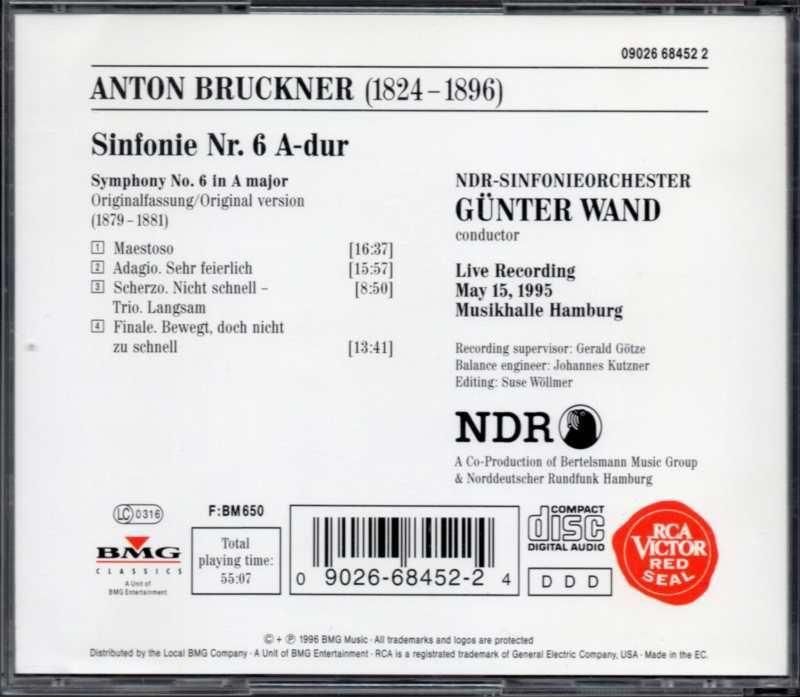 09026 68452 2
ANTON BRUCKNER (1824–1896)
Sinfonie Nr. 6 A-dur
Symphony No. 6 in A major
Originalfassung/Original version
(1879–1881)
1 Maestoso [16:37]
2 Adagio. Sehr feierlich [15:57]
3 Scherzo. Nicht schnell – [8:50]
Trio. Langsam
4 Finale. Bewegt, doch nicht
zu schnell [13:41]
NDR-SINFONIEORCHESTER
GÜNTER WAND
conductor
Live Recording
May 15, 1995
Musikhalle Hamburg
Recording supervisor: Gerald Götze
Balance engineer: Johannes Kutzner
Editing: Suse Wöllmer
NDR
A Co-Production of Bertelsmann Music Group
& Norddeutscher Rundfunk Hamburg
LC 0316
BMG
CLASSICS
A Unit of
BMG Entertainment
F:BM650
Total
playing time:
55:07
0 9026-68452-2 4
COMPACT
disc
DIGITAL AUDIO
DDD
RCA
VICTOR
RED
SEAL
© + ℗ 1996 BMG Music · All trademarks and logos are protected
Distributed by the Local BMG Company · A Unit of BMG Entertainment · RCA is a registered trademark of General Electric Company, USA · Made in the EC.